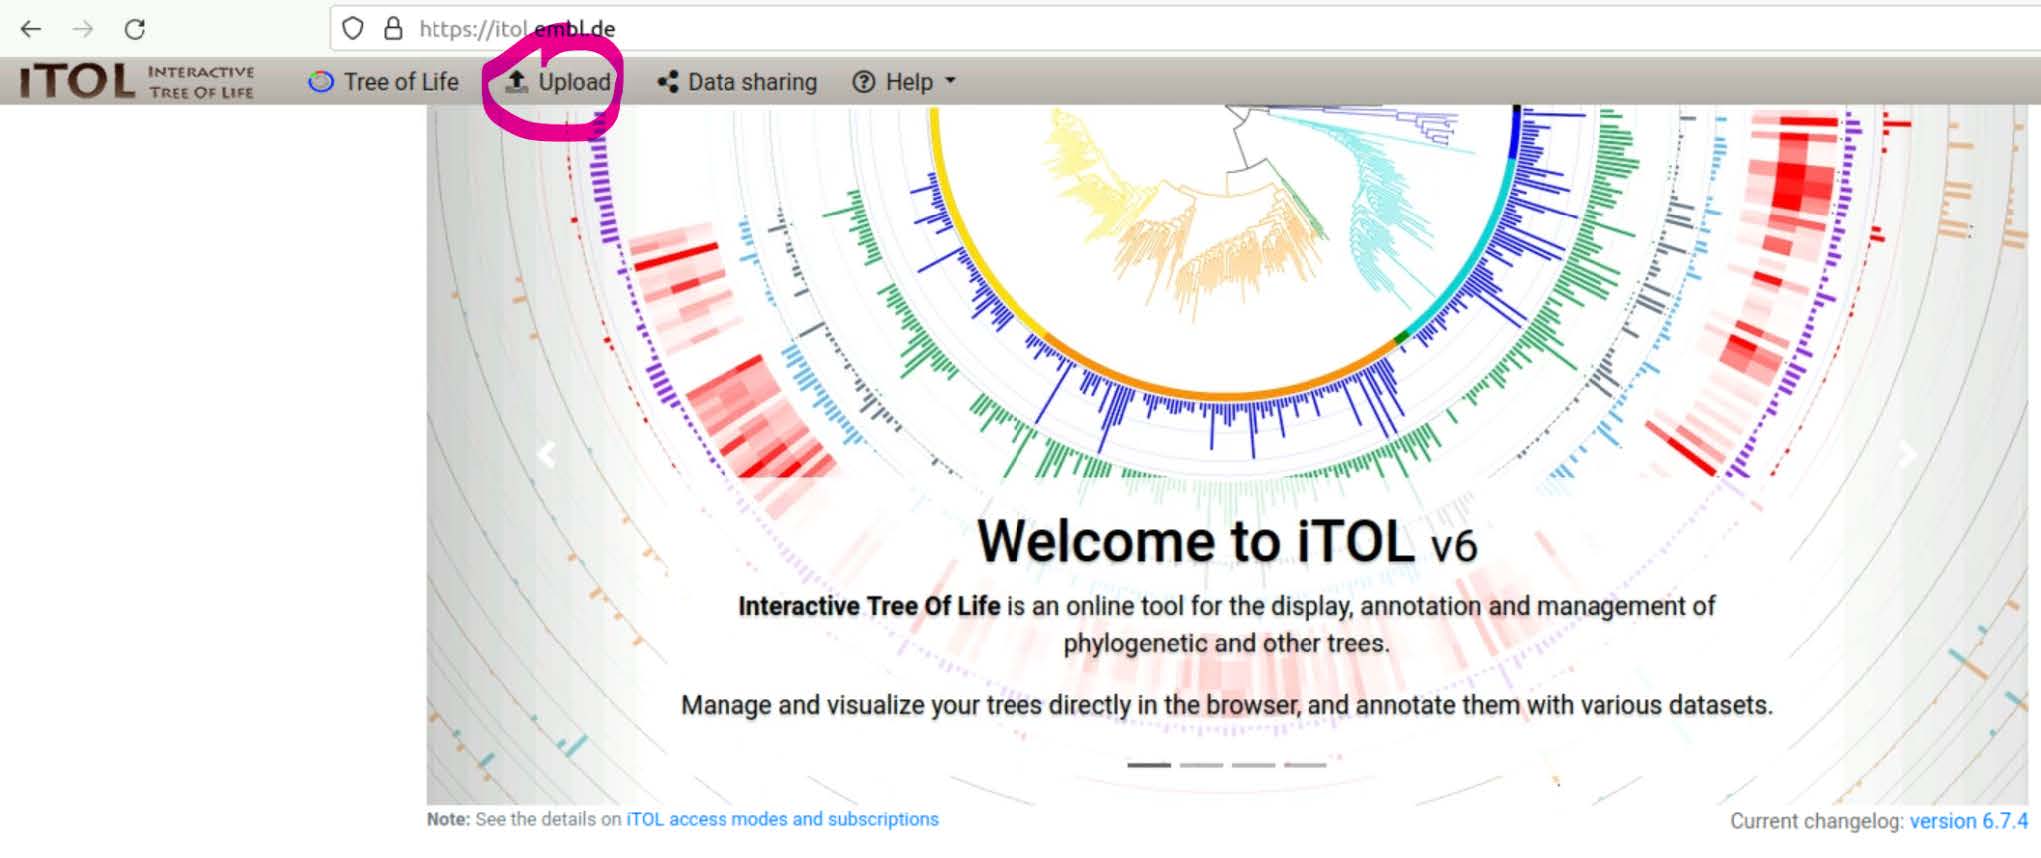 https://itol.embl.de
iTOL INTERACTIVE TREE OF LIFE Tree of Life Upload Data sharing Help
Welcome to iTOL v6
Interactive Tree Of Life is an online tool for the display, annotation and management of
phylogenetic and other trees.
Manage and visualize your trees directly in the browser, and annotate them with various datasets.
Note: See the details on iTOL access modes and subscriptions
Current changelog: version 6.7.4